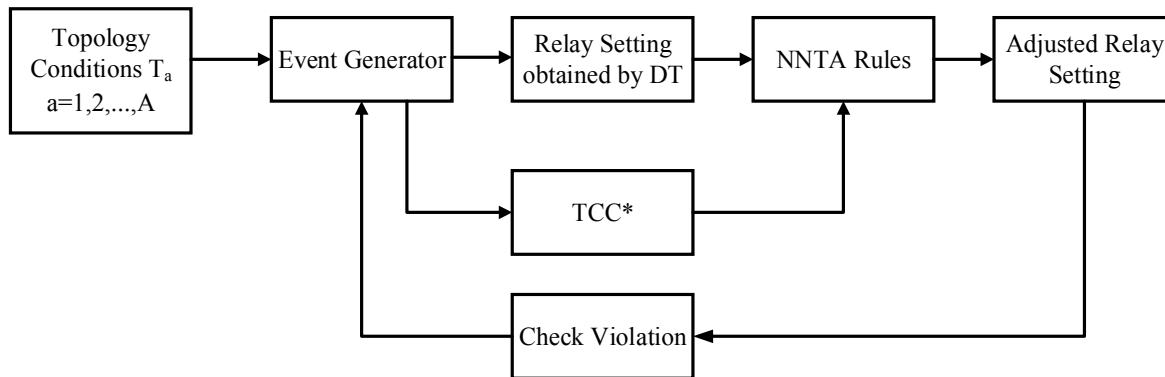 Topology
Conditions Tₐ
a=1,2,...,A
Event Generator
Relay Setting
obtained by DT
NNTA Rules
Adjusted Relay
Setting
TCC*
Check Violation